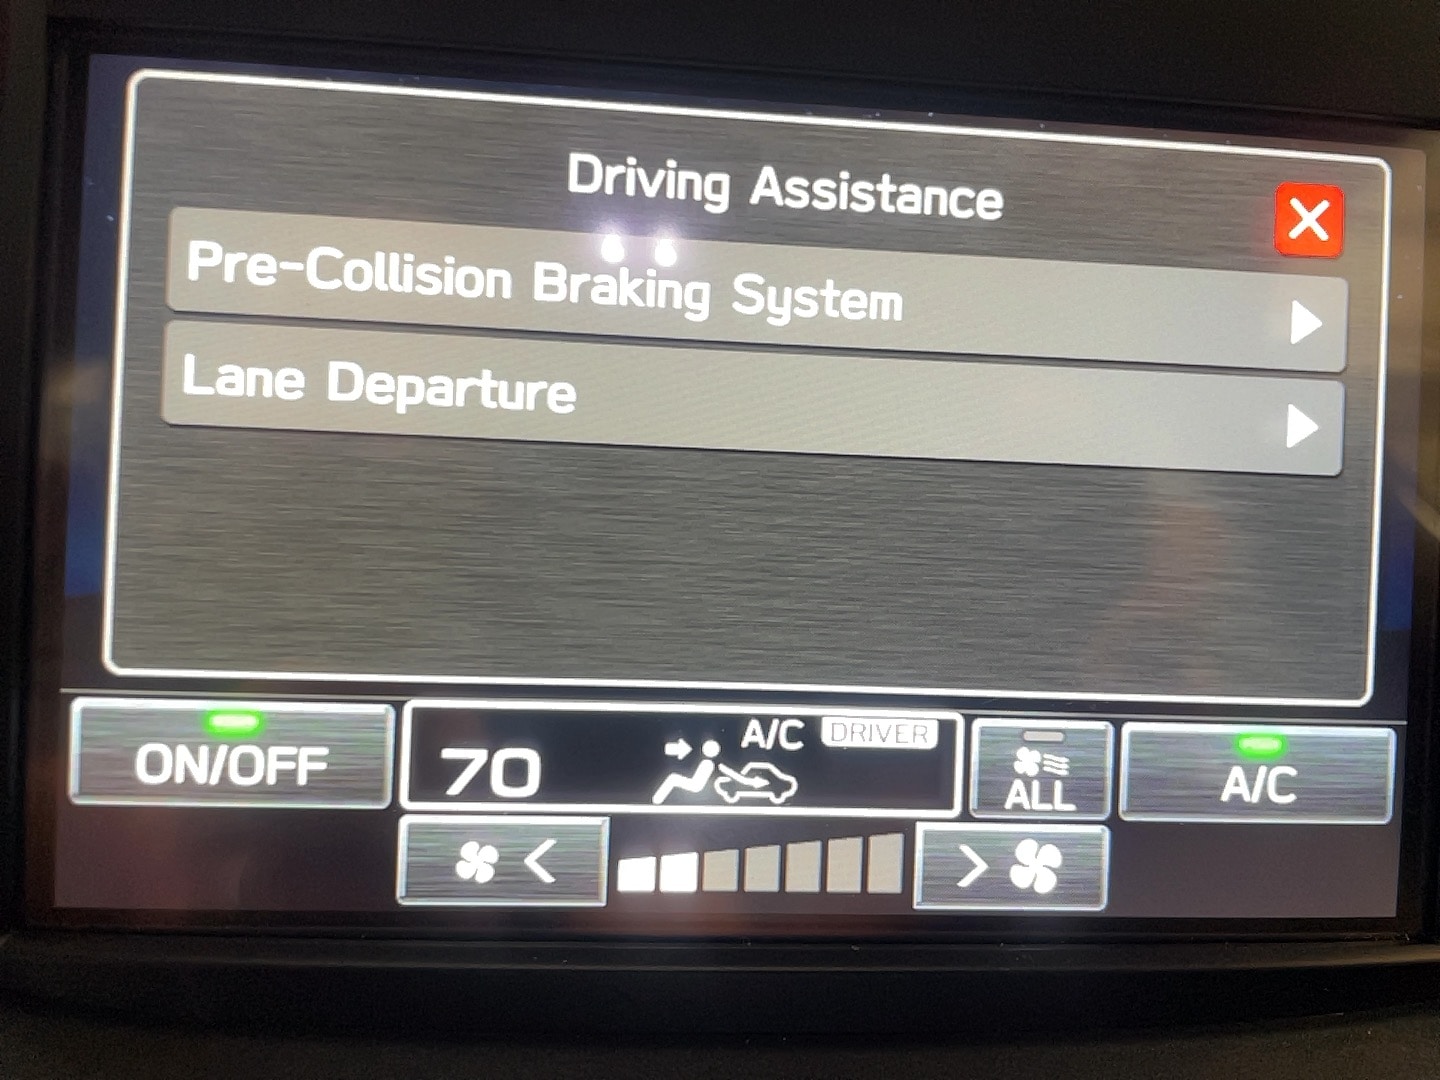 Driving Assistance
Pre-Collision Braking System
Lane Departure
ON/OFF
70
A/C DRIVER
ALL
A/C